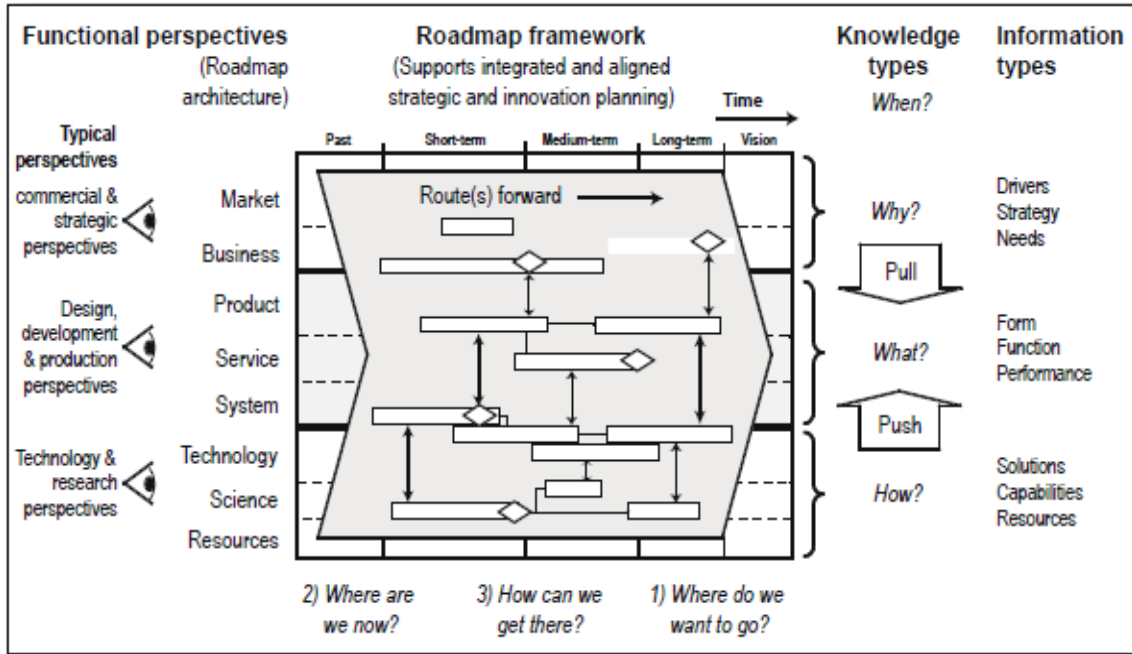 Functional perspectives
(Roadmap
architecture)
Roadmap framework
(Supports integrated and aligned
strategic and innovation planning)
Knowledge
types
Information
types
Time
When?
Typical
perspectives
Past
Short-term
Medium-term
Long-term
Vision
commercial &
strategic
perspectives
Market
Business
Route(s) forward
Why?
Drivers
Strategy
Needs
Pull
Design,
development
& production
perspectives
Product
Service
System
What?
Form
Function
Performance
Push
Technology &
research
perspectives
Technology
Science
Resources
How?
Solutions
Capabilities
Resources
2) Where are
we now?
3) How can we
get there?
1) Where do we
want to go?